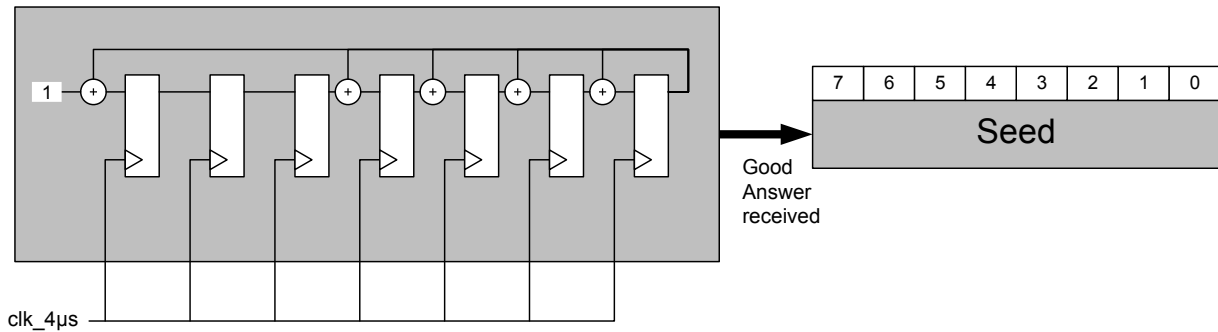 1 + + + + +
7 6 5 4 3 2 1 0
Seed
Good
Answer
received
clk_4µs